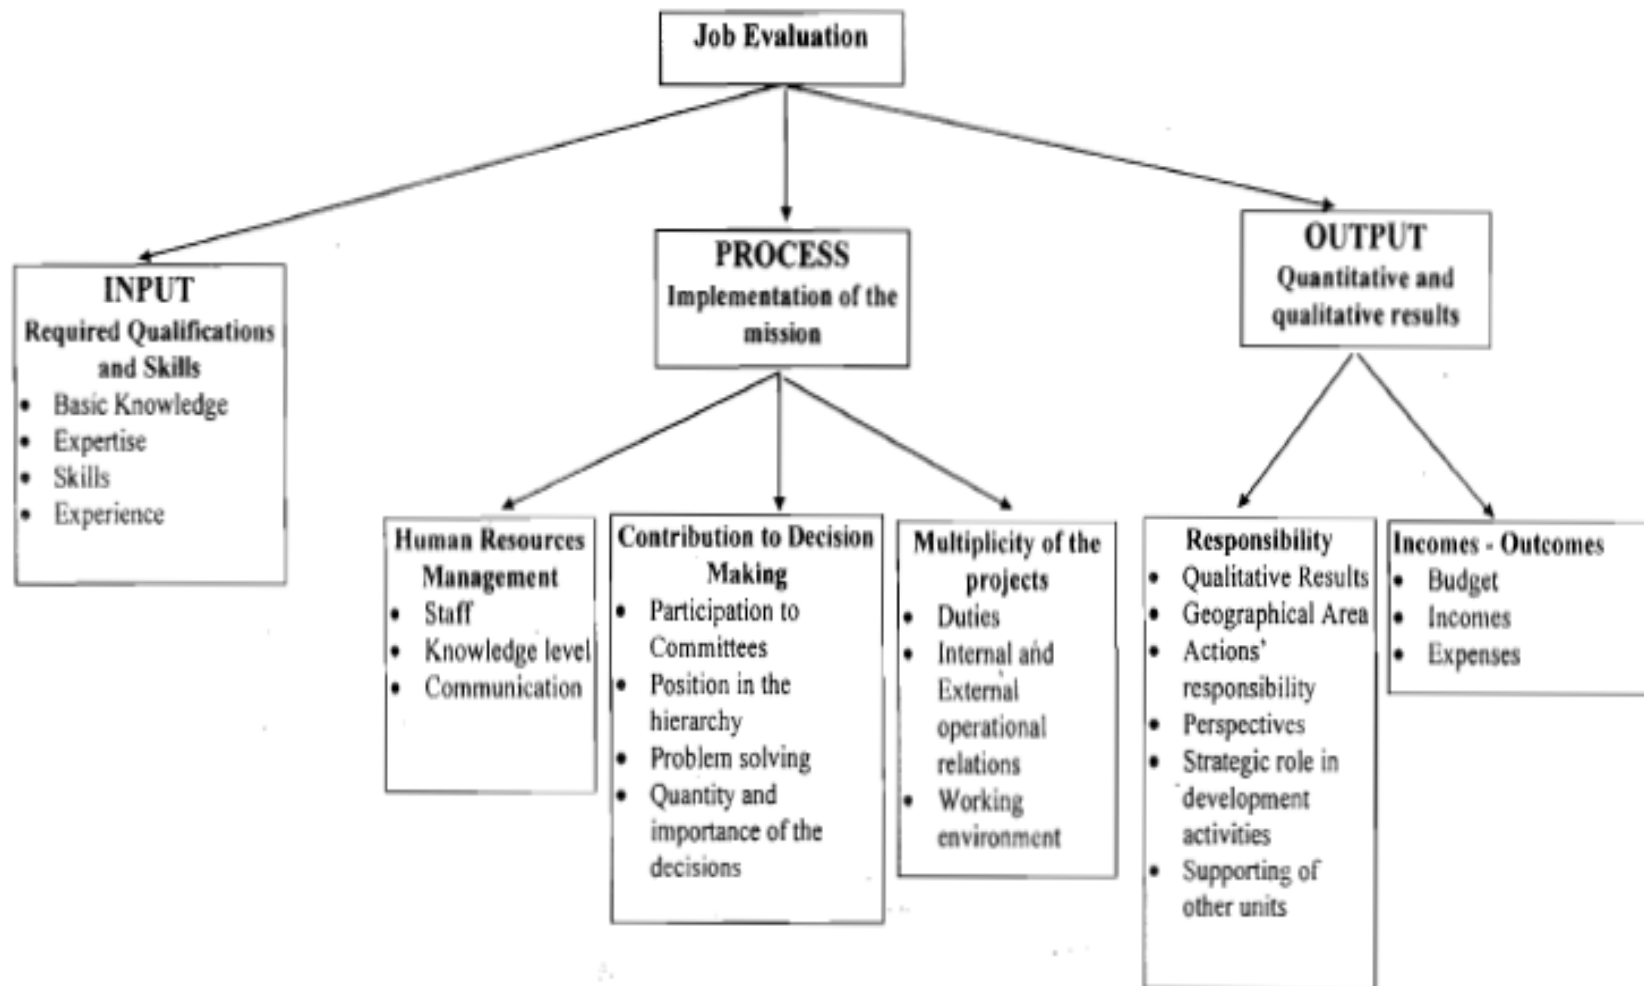 Job Evaluation
INPUT
Required Qualifications
and Skills
• Basic Knowledge
• Expertise
• Skills
• Experience
PROCESS
Implementation of the
mission
OUTPUT
Quantitative and
qualitative results
Human Resources
Management
• Staff
• Knowledge level
• Communication
Contribution to Decision
Making
• Participation to
Committees
• Position in the
hierarchy
• Problem solving
• Quantity and
importance of the
decisions
Multiplicity of the
projects
• Duties
• Internal and
External
operational
relations
• Working
environment
Responsibility
• Qualitative Results
• Geographical Area
• Actions'
responsibility
• Perspectives
• Strategic role in
development
activities
• Supporting of
other units
Incomes - Outcomes
• Budget
• Incomes
• Expenses